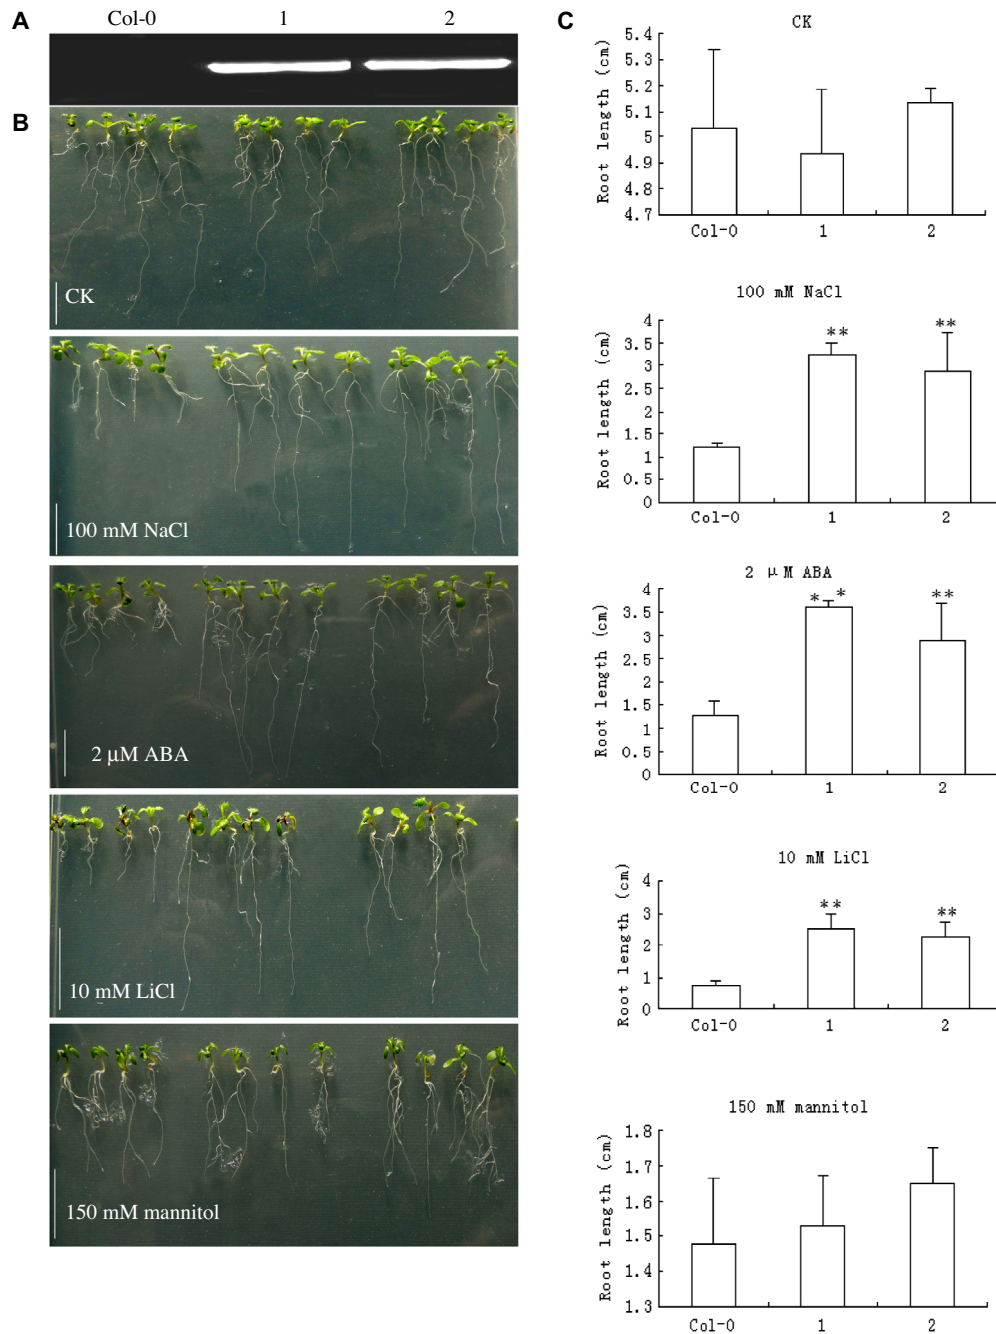 A
Col-0 1 2
B
CK
100 mM NaCl
2 µM ABA
10 mM LiCl
150 mM mannitol
C
CK
Root length (cm)
5.4
5.3
5.2
5.1
5
4.9
4.8
4.7
Col-0 1 2
100 mM NaCl
Root length (cm)
4
3.5
3
2.5
2
1.5
1
0.5
0
** **
Col-0 1 2
2 µM ABA
Root length (cm)
4
3.5
3
2.5
2
1.5
1
0.5
0
* * **
Col-0 1 2
10 mM LiCl
Root length (cm)
4
3
2
1
0
** **
Col-0 1 2
150 mM mannitol
Root length (cm)
1.8
1.7
1.6
1.5
1.4
1.3
Col-0 1 2